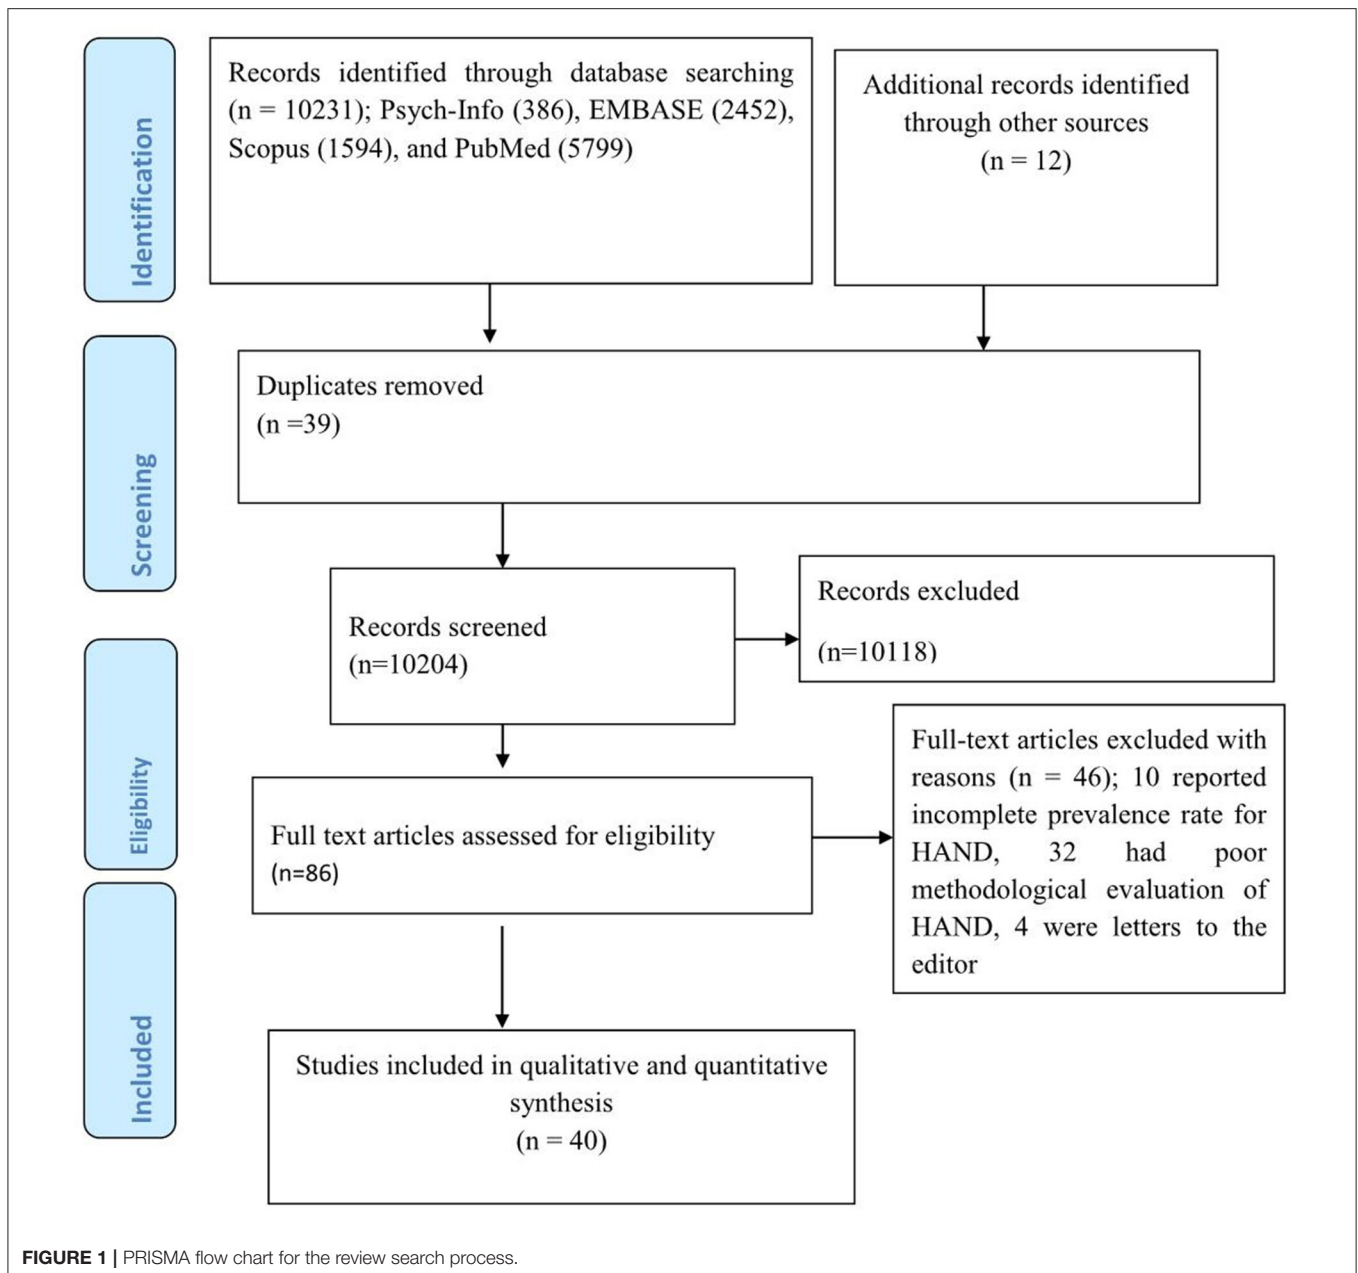 Identification
Records identified through database searching
(n = 10231); Psych-Info (386), EMBASE (2452),
Scopus (1594), and PubMed (5799)
Additional records identified
through other sources
(n = 12)
Screening
Duplicates removed
(n =39)
Records screened
(n=10204)
Records excluded
(n=10118)
Eligibility
Full text articles assessed for eligibility
(n=86)
Full-text articles excluded with
reasons (n = 46); 10 reported
incomplete prevalence rate for
HAND, 32 had poor
methodological evaluation of
HAND, 4 were letters to the
editor
Included
Studies included in qualitative and quantitative
synthesis
(n = 40)
FIGURE 1 | PRISMA flow chart for the review search process.